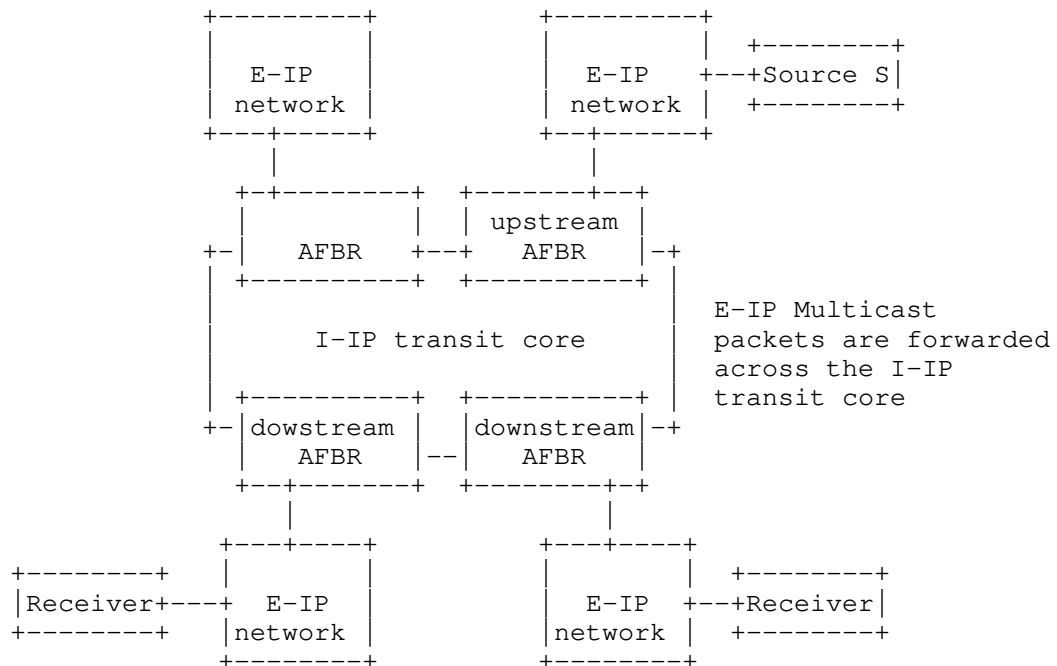 E-IP
network
E-IP
network
Source S
AFBR
upstream
AFBR
I-IP transit core
E-IP Multicast
packets are forwarded
across the I-IP
transit core
dowstream
AFBR
downstream
AFBR
Receiver
E-IP
network
E-IP
network
Receiver